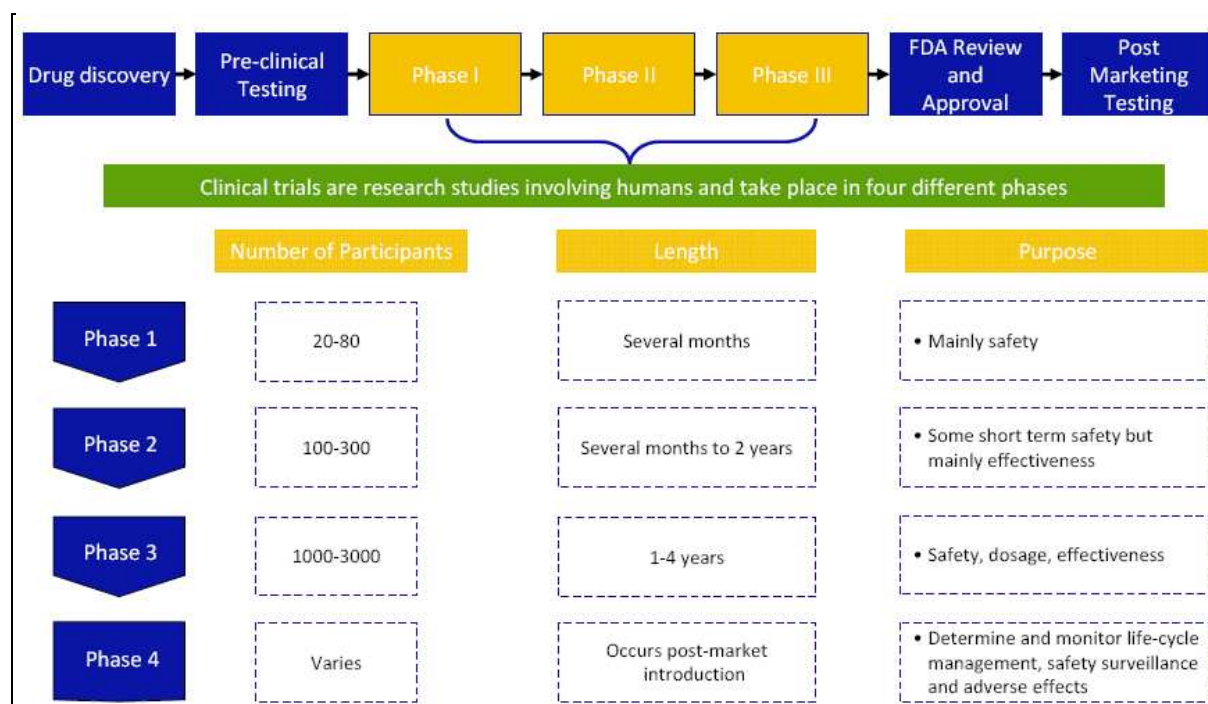 Drug discovery
Pre-clinical
Testing
Phase I
Phase II
Phase III
FDA Review
and
Approval
Post
Marketing
Testing
Clinical trials are research studies involving humans and take place in four different phases
Number of Participants
Length
Purpose
Phase 1
20-80
Several months
• Mainly safety
Phase 2
100-300
Several months to 2 years
• Some short term safety but
mainly effectiveness
Phase 3
1000-3000
1-4 years
• Safety, dosage, effectiveness
Phase 4
Varies
Occurs post-market
introduction
• Determine and monitor life-cycle
management, safety surveillance
and adverse effects